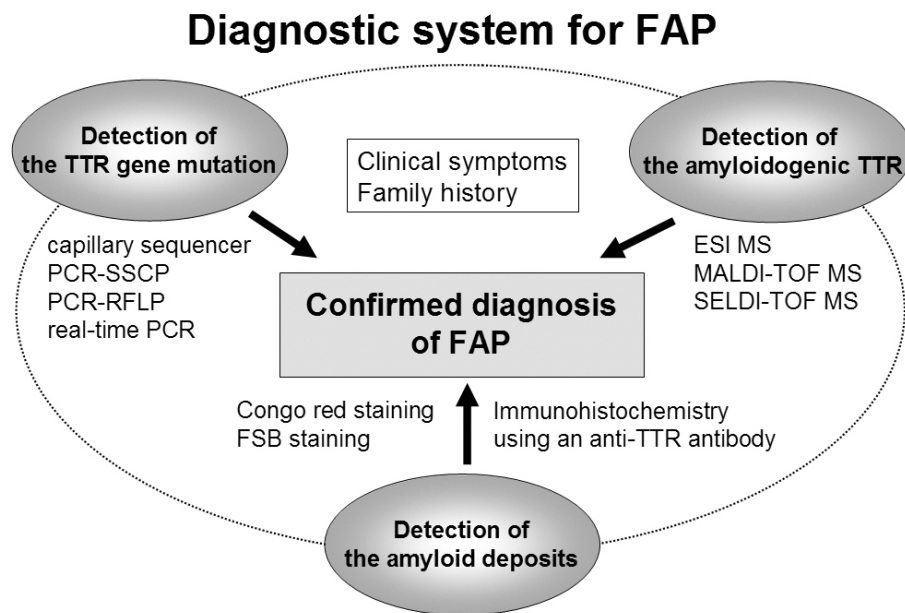 Diagnostic system for FAP
Detection of
the TTR gene mutation
Clinical symptoms
Family history
Detection of
the amyloidogenic TTR
capillary sequencer
PCR-SSCP
PCR-RFLP
real-time PCR
ESI MS
MALDI-TOF MS
SELDI-TOF MS
Confirmed diagnosis
of FAP
Congo red staining
FSB staining
Immunohistochemistry
using an anti-TTR antibody
Detection of
the amyloid deposits